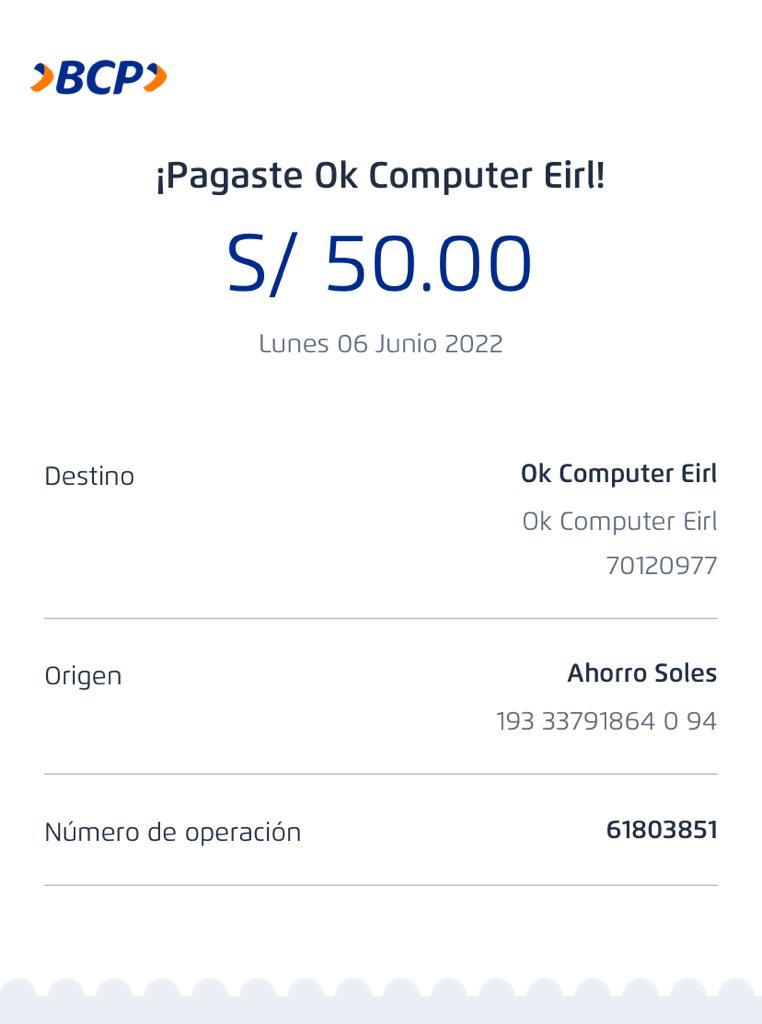 BCP
¡Pagaste Ok Computer Eirl!
S/ 50.00
Lunes 06 Junio 2022
Destino
Ok Computer Eirl
Ok Computer Eirl
70120977
Origen
Ahorro Soles
193 33791864 0 94
Número de operación
61803851